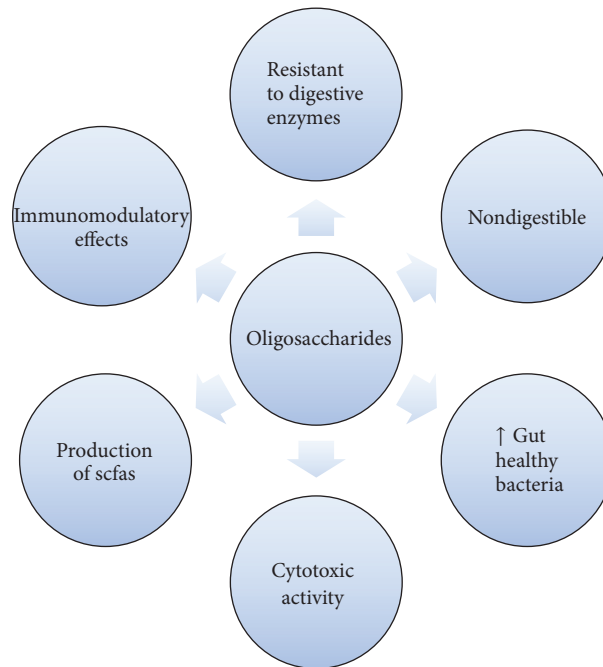 Resistant
to digestive
enzymes
Immunomodulatory
effects
Nondigestible
Oligosaccharides
Production
of scfas
↑ Gut
healthy
bacteria
Cytotoxic
activity